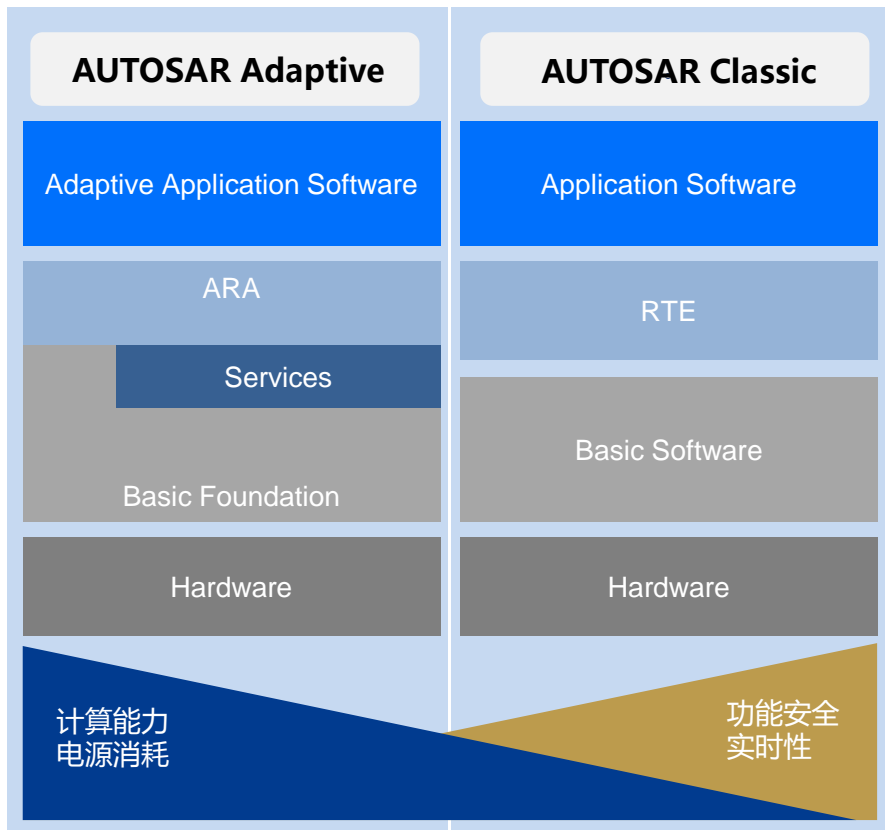 AUTOSAR Adaptive
Adaptive Application Software
ARA
Services
Basic Foundation
Hardware
计算能力
电源消耗
AUTOSAR Classic
Application Software
RTE
Basic Software
Hardware
功能安全
实时性